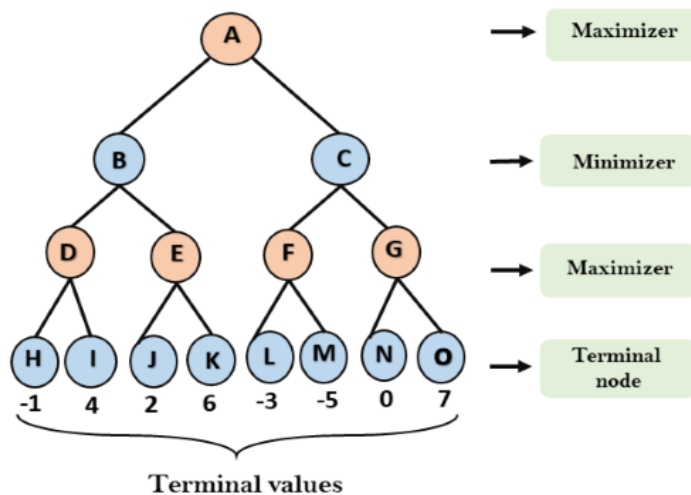 A
Maximizer
B
C
Minimizer
D
E
F
G
Maximizer
H
I
J
K
L
M
N
O
Terminal
node
-1
4
2
6
-3
-5
0
7
Terminal values